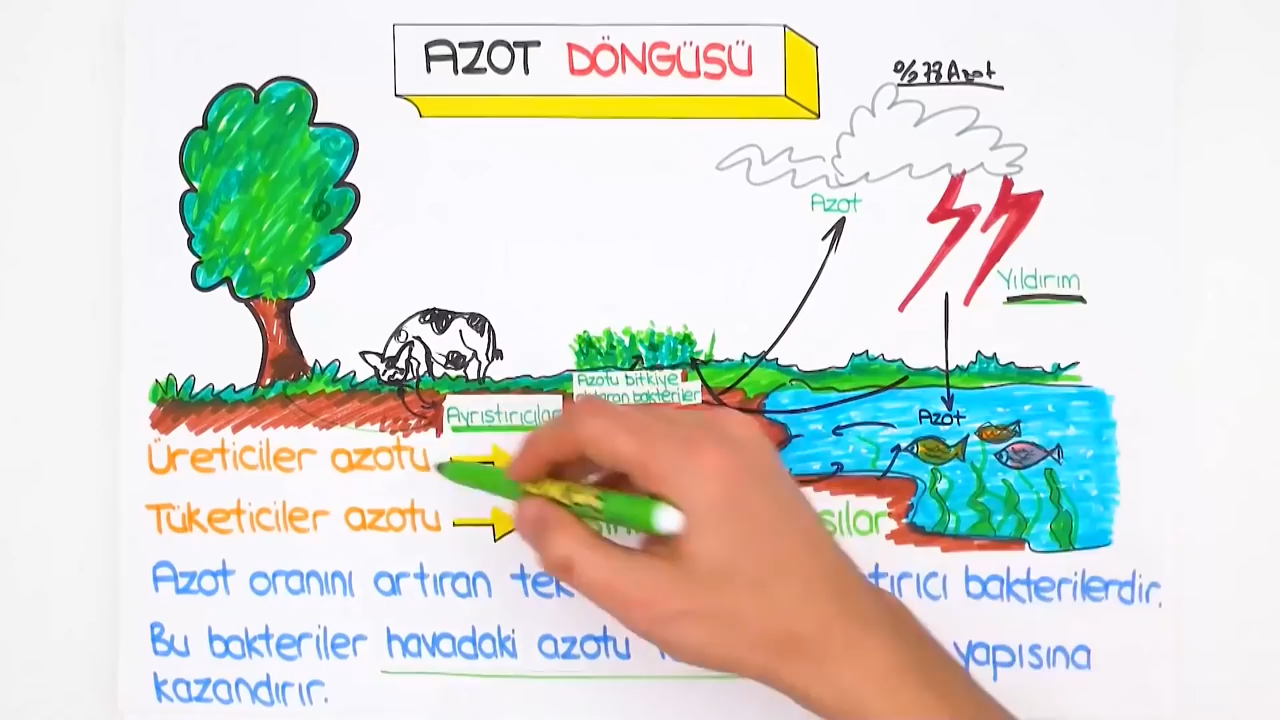 AZOT DÖNGÜSÜ
%78 Azot
Azot
Yıldırım
Azotu bitkiye
bakteriler
Ayrıştırıcılar
Azot
Üreticiler azotu
Tüketiciler azotu
Azot oranını artıran bakterilerdir.
Bu bakteriler havadaki azotu yapısına
kazandırır.